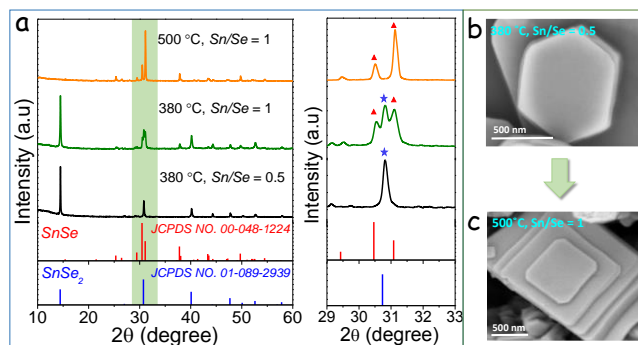 a
500 °C, Sn/Se = 1
380 °C, Sn/Se = 1
380 °C, Sn/Se = 0.5
SnSe
JCPDS NO. 00-048-1224
SnSe2
JCPDS NO. 01-089-2939
Intensity (a.u)
10 20 30 40 50 60
2θ (degree)
Intensity (a.u)
29 30 31 32 33
2θ (degree)
b
380 °C, Sn/Se = 0.5
500 nm
c
500°C, Sn/Se = 1
500 nm